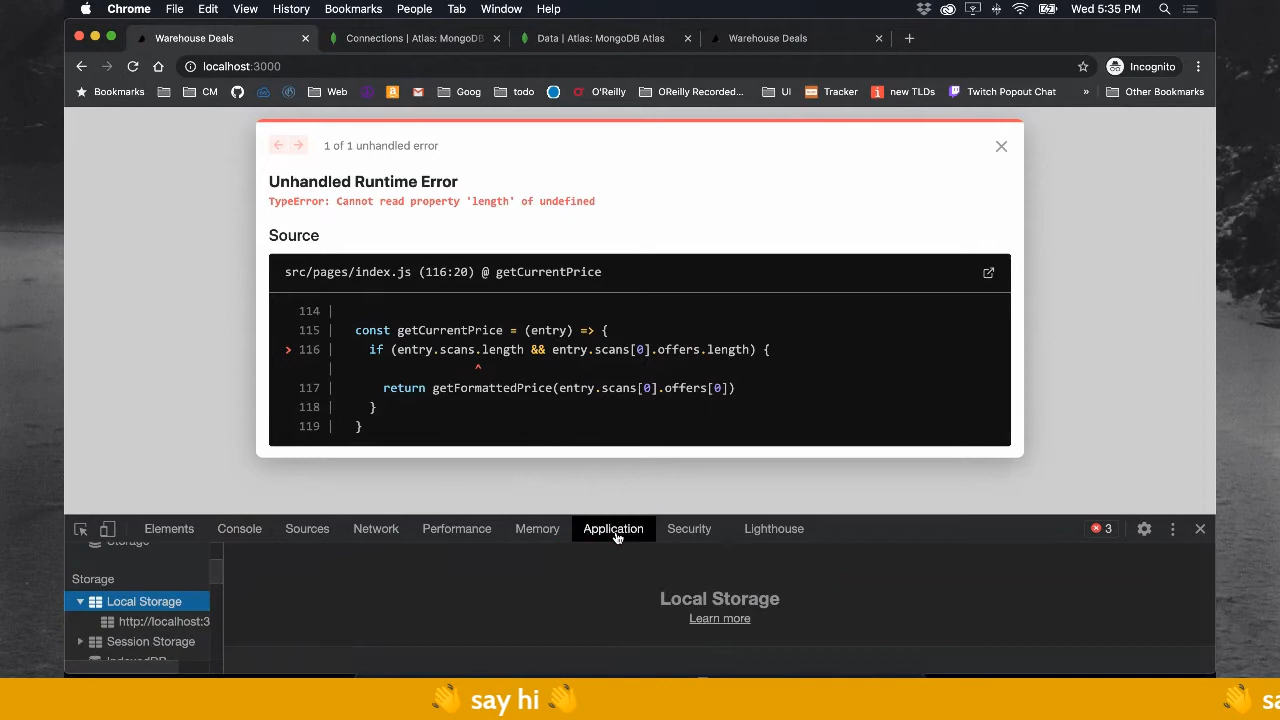 Chrome File Edit View History Bookmarks People Tab Window Help Wed 5:35 PM
Warehouse Deals Connections | Atlas: MongoDB Data | Atlas: MongoDB Atlas Warehouse Deals
localhost:3000 Incognito
Bookmarks CM Web Goog todo O'Reilly OReilly Recorded... UI Tracker new TLDs Twitch Popout Chat » Other Bookmarks
1 of 1 unhandled error
Unhandled Runtime Error
TypeError: Cannot read property 'length' of undefined
Source
src/pages/index.js (116:20) @ getCurrentPrice
114 |
115 | const getCurrentPrice = (entry) => {
> 116 | if (entry.scans.length && entry.scans[0].offers.length) {
| ^
117 | return getFormattedPrice(entry.scans[0].offers[0])
118 | }
119 | }
Elements Console Sources Network Performance Memory Application Security Lighthouse 3
Storage
Storage
Local Storage
http://localhost:3
Session Storage
IndexedDB
Local Storage
Learn more
👋 say hi 👋 👋 sa